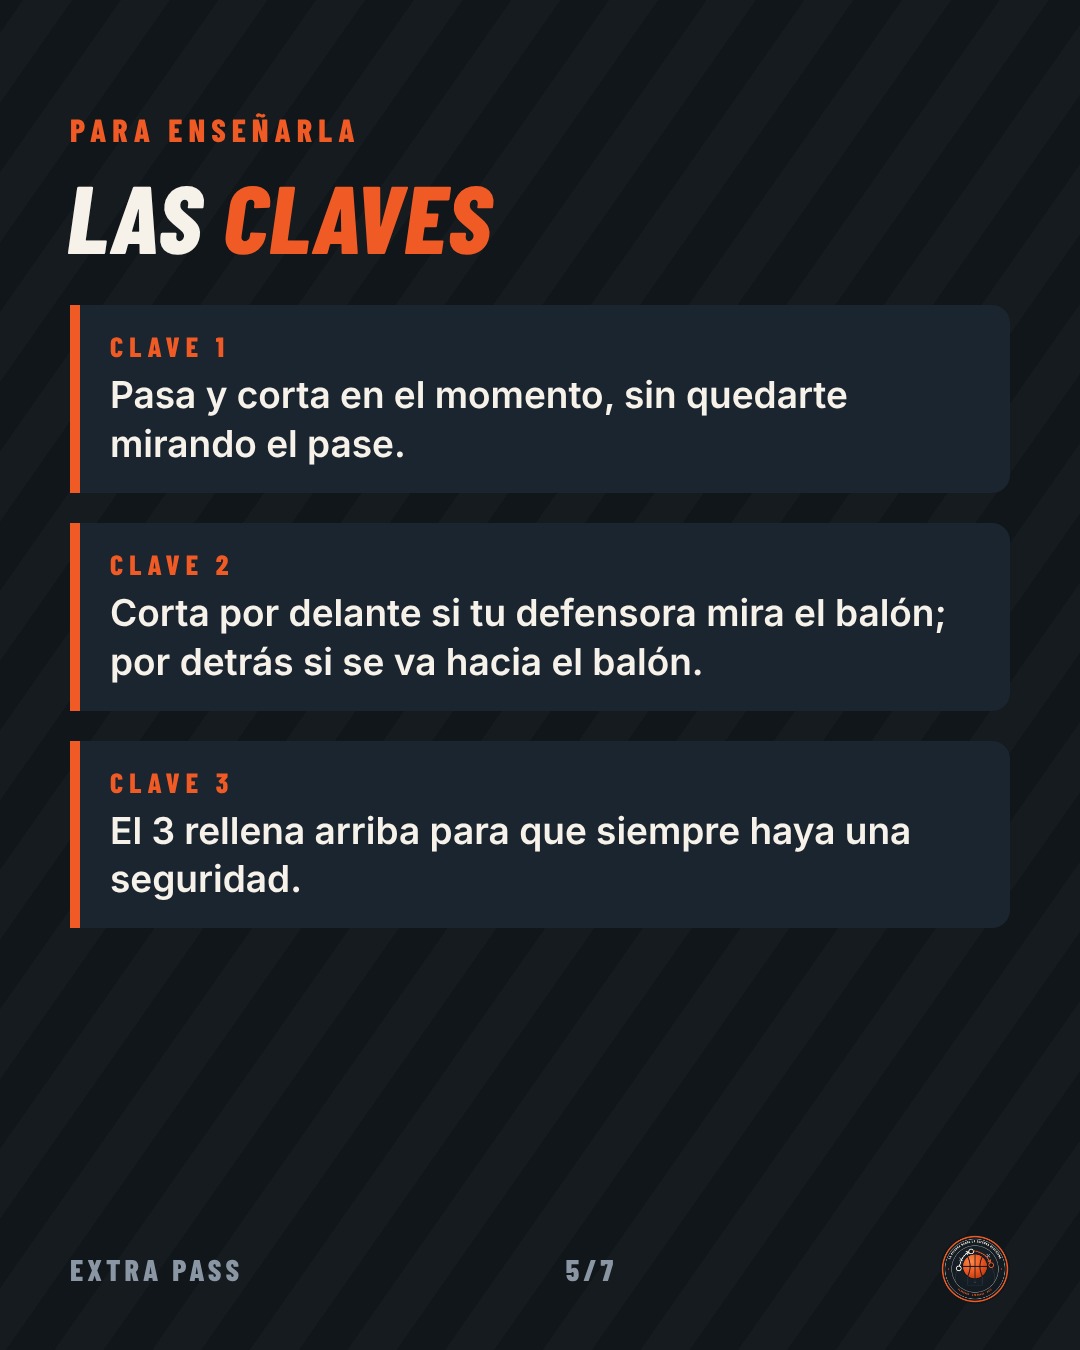 PARA ENSEÑARLA
LAS CLAVES
CLAVE 1
Pasa y corta en el momento, sin quedarte
mirando el pase.
CLAVE 2
Corta por delante si tu defensora mira el balón;
por detrás si se va hacia el balón.
CLAVE 3
El 3 rellena arriba para que siempre haya una
seguridad.
EXTRA PASS
5/7